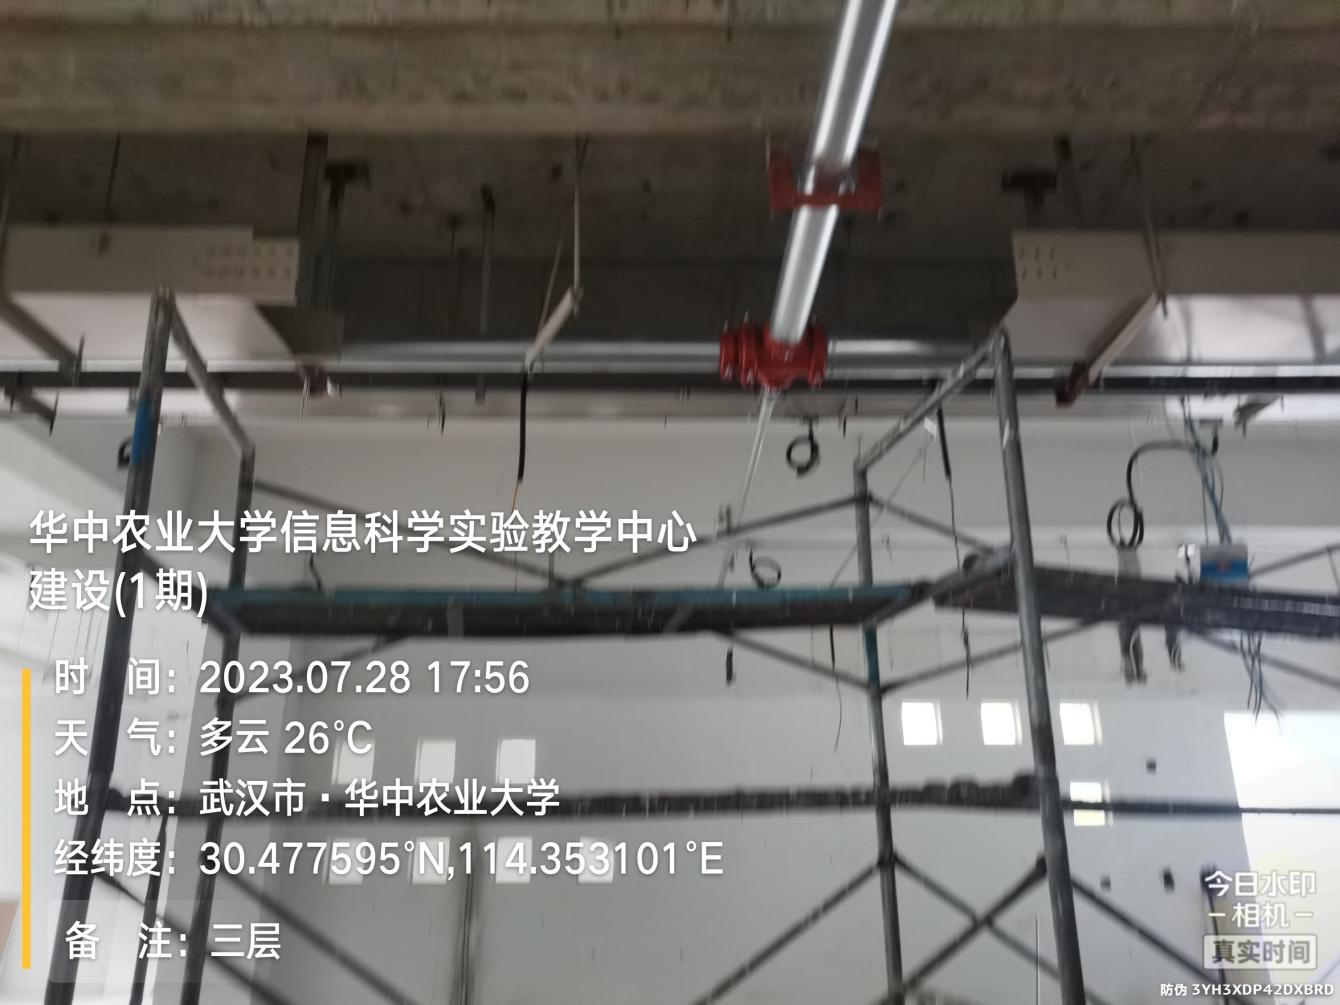 华中农业大学信息科学实验教学中心
建设(1期)
时 间：2023.07.28 17:56
天 气：多云 26°C
地 点：武汉市·华中农业大学
经纬度：30.477595°N,114.353101°E
备 注：三层
今日水印
相机
真实时间
防伪 3YH3XDP42DXBRD